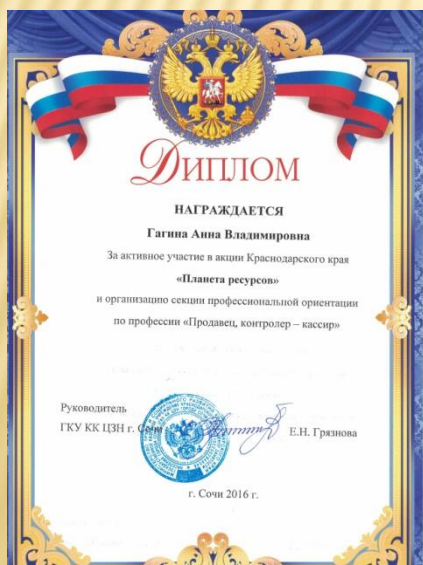 Диплом
НАГРАЖДАЕТСЯ
Гагина Анна Владимировна
За активное участие в акции Краснодарского края
«Планета ресурсов»
и организацию секции профессиональной ориентации
по профессии «Продавец, контролер – кассир»
Руководитель
ГКУ КК ЦЗН г. Сочи Е.Н. Грязнова
г. Сочи 2016 г.